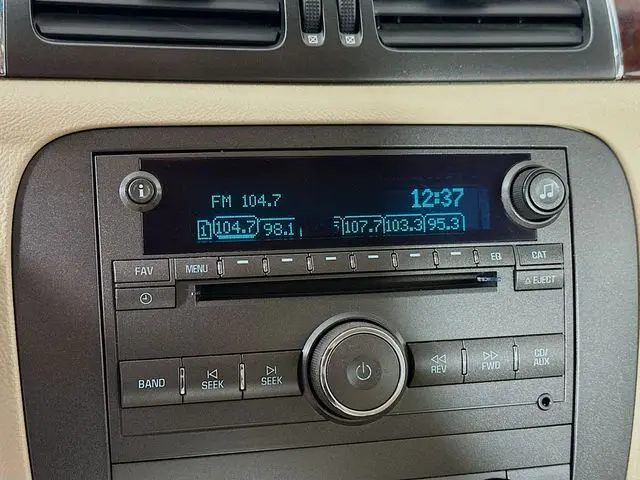 FM 104.7 12:37
1 104.7 98.1 107.7 103.3 95.3
FAV MENU EQ CAT
EJECT
BAND SEEK SEEK REV FWD CD/
AUX